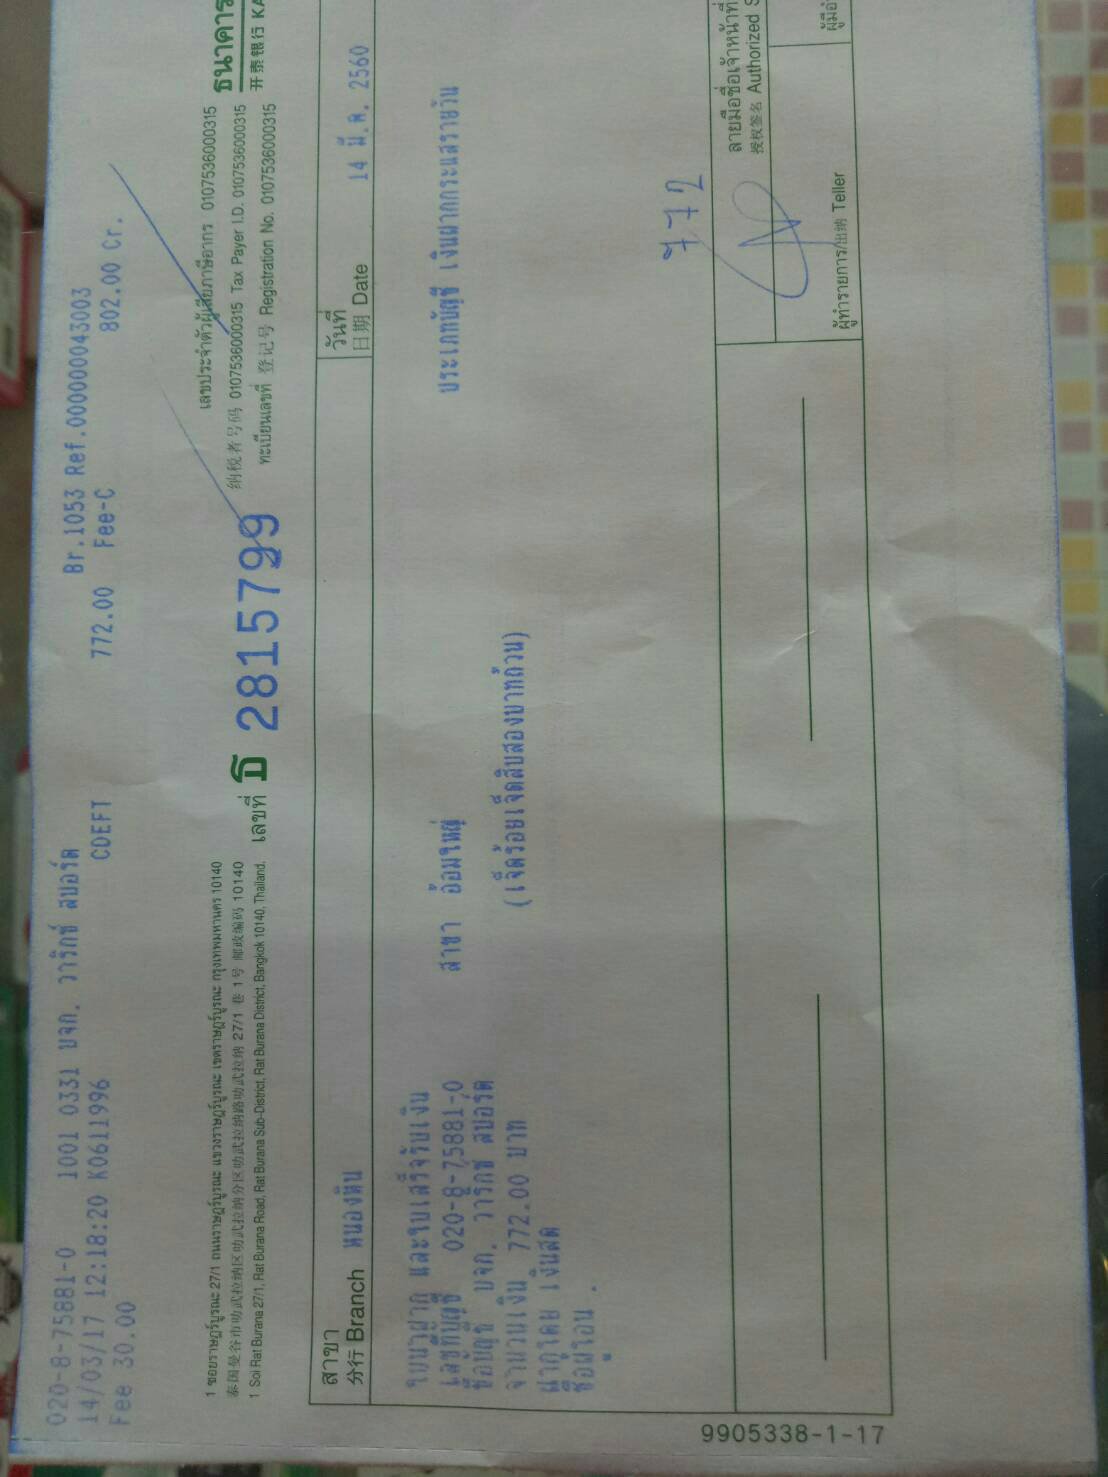 020-8-75881-0 1001 0331 บจก. วาริกซ์ สปอร์ต Br.1053 Ref.000000043003
14/03/17 12:18:20 K0611996 CDEFT 772.00 Fee-C 802.00 Cr.
Fee 30.00
1 ซอยราษฎร์บูรณะ 27/1 ถนนราษฎร์บูรณะ แขวงราษฎร์บูรณะ เขตราษฎร์บูรณะ กรุงเทพมหานคร 10140
邮政编码 10140
1 Soi Rat Burana 27/1, Rat Burana Road, Rat Burana Sub-District, Rat Burana District, Bangkok 10140, Thailand.
เลขที่ ธ 2815799
เลขประจำตัวผู้เสียภาษีอากร 0107536000315
纳税者号码 0107536000315 Tax Payer I.D. 0107536000315
ทะเบียนเลขที่ 登记号 Registration No. 0107536000315
ธนาคาร
开泰银行 KA
สาขา
分行 Branch หนองดิน
วันที่
日期 Date 14 มี.ค. 2560
ใบนำฝาก และใบเสร็จรับเงิน
เลขที่บัญชี 020-8-75881-0 สาขา อ้อมใหญ่ ประเภทบัญชี เงินฝากกระแสรายวัน
ชื่อบัญชี บจก. วาริกซ์ สปอร์ต
จำนวนเงิน 772.00 บาท (เจ็ดร้อยเจ็ดสิบสองบาทถ้วน)
ฝากโดย เงินสด
ชื่อผู้โอน .
772
ลายมือชื่อเจ้าหน้าที่
授权签名 Authorized S
ผู้ทำรายการ/出纳 Teller
ผู้มีอำ
9905338-1-17